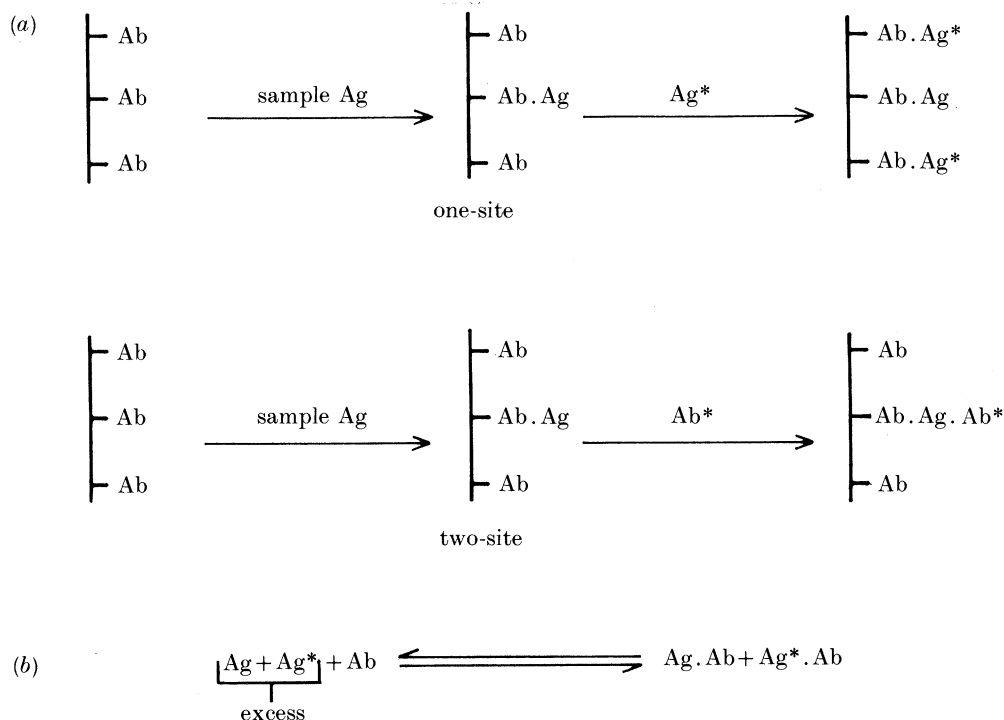 (a)
Ab Ab Ab.Ag*
sample Ag Ag*
Ab Ab.Ag Ab.Ag
Ab Ab Ab.Ag*
one-site
Ab Ab Ab
sample Ag Ab*
Ab Ab.Ag Ab.Ag.Ab*
Ab Ab Ab
two-site
(b) Ag + Ag* + Ab Ag.Ab + Ag*.Ab
excess